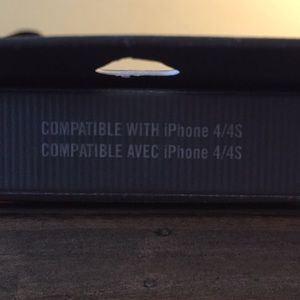 COMPATIBLE WITH iPhone 4/4S
COMPATIBLE AVEC iPhone 4/4S